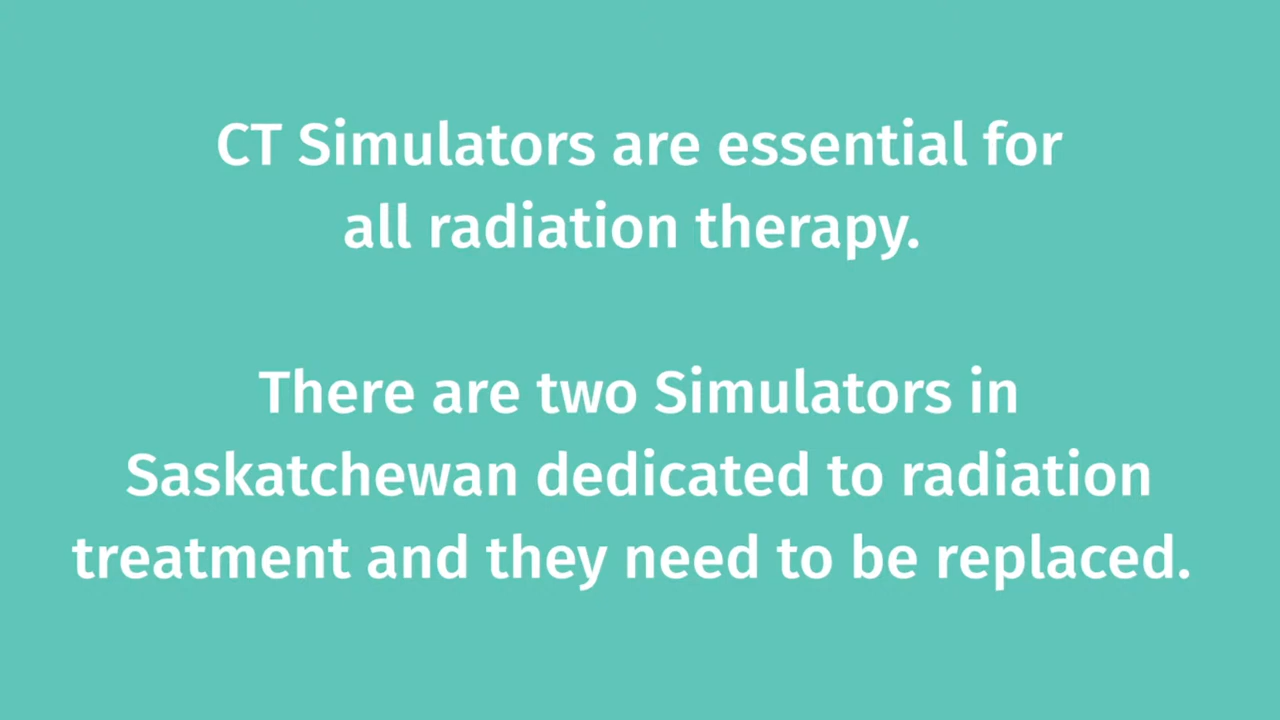 CT Simulators are essential for
all radiation therapy.
There are two Simulators in
Saskatchewan dedicated to radiation
treatment and they need to be replaced.